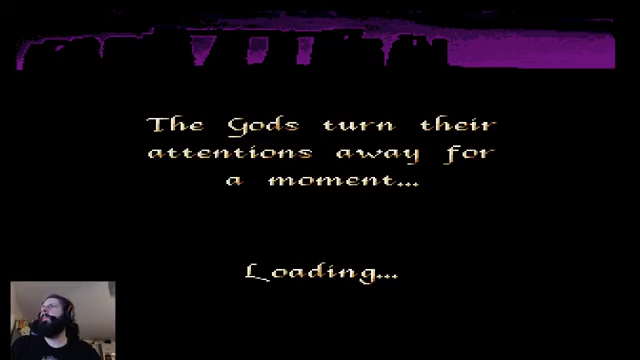 The Gods turn their
attentions away for
a moment...
Loading...